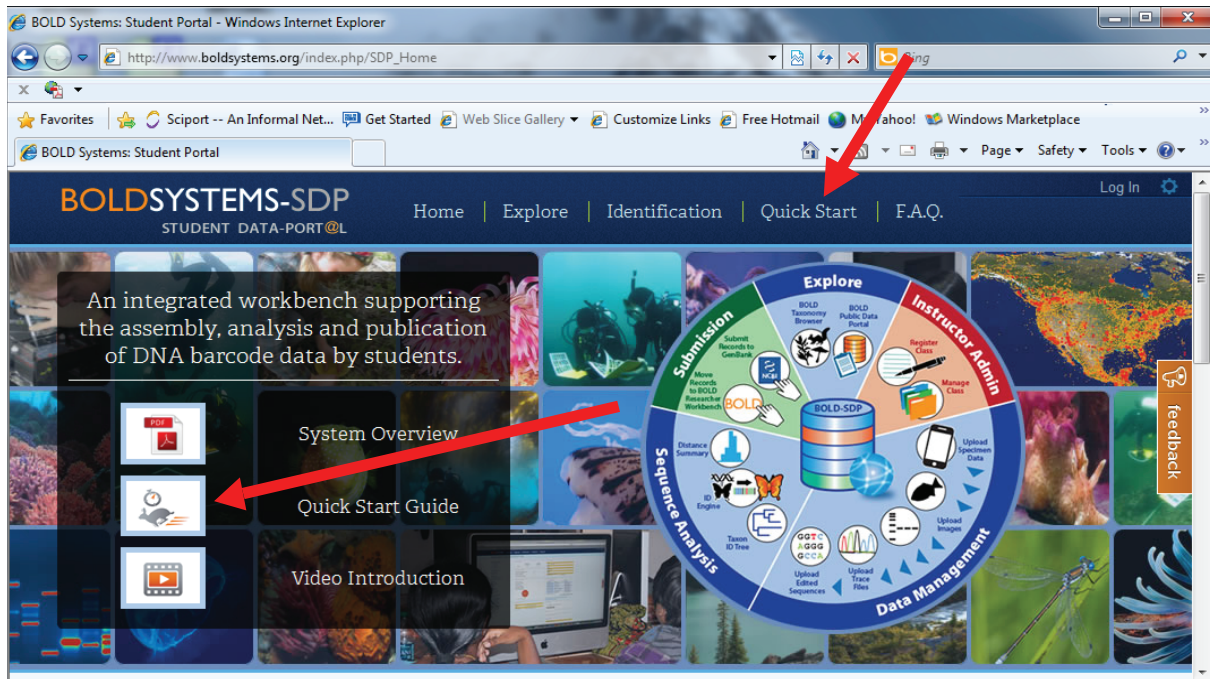 BOLD Systems: Student Portal - Windows Internet Explorer
http://www.boldsystems.org/index.php/SDP_Home
Bing
Favorites
Sciport -- An Informal Net...
Get Started
Web Slice Gallery
Customize Links
Free Hotmail
Windows Marketplace
BOLD Systems: Student Portal
Page
Safety
Tools
BOLDSYSTEMS-SDP
STUDENT DATA-PORT@L
Home | Explore | Identification | Quick Start | F.A.Q.
Log In
An integrated workbench supporting
the assembly, analysis and publication
of DNA barcode data by students.
PDF
System Overview
Quick Start Guide
Video Introduction
Explore
BOLD
Taxonomy
Browser
BOLD
Public Data
Portal
Instructor Admin
Register
Class
Manage
Class
Submission
Submit
Records to
GenBank
NCBI
Move
Records
to BOLD
Researcher
Workbench
BOLD
BOLD-SDP
Sequence Analysis
Distance
Summary
ID
Engine
Taxon
ID Tree
Data Management
Upload
Specimen
Data
Upload
Images
Upload
Trace
Files
Upload
Edited
Sequences
GGTC
AGGG
GCCA
feedback